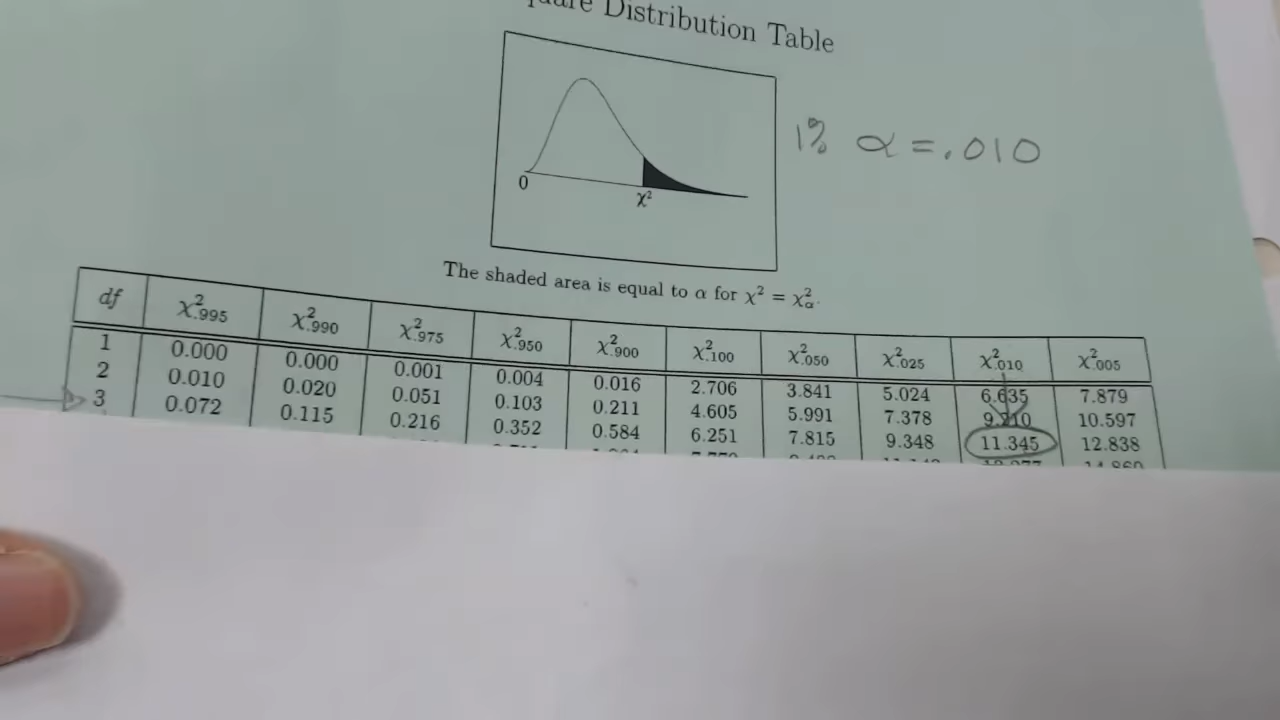 Distribution Table
1% α = .010
0
χ²
The shaded area is equal to α for χ² = χ²α.
df χ².995 χ².990 χ².975 χ².950 χ².900 χ².100 χ².050 χ².025 χ².010 χ².005
1 0.000 0.000 0.001 0.004 0.016 2.706 3.841 5.024 6.635 7.879
2 0.010 0.020 0.051 0.103 0.211 4.605 5.991 7.378 9.210 10.597
3 0.072 0.115 0.216 0.352 0.584 6.251 7.815 9.348 11.345 12.838